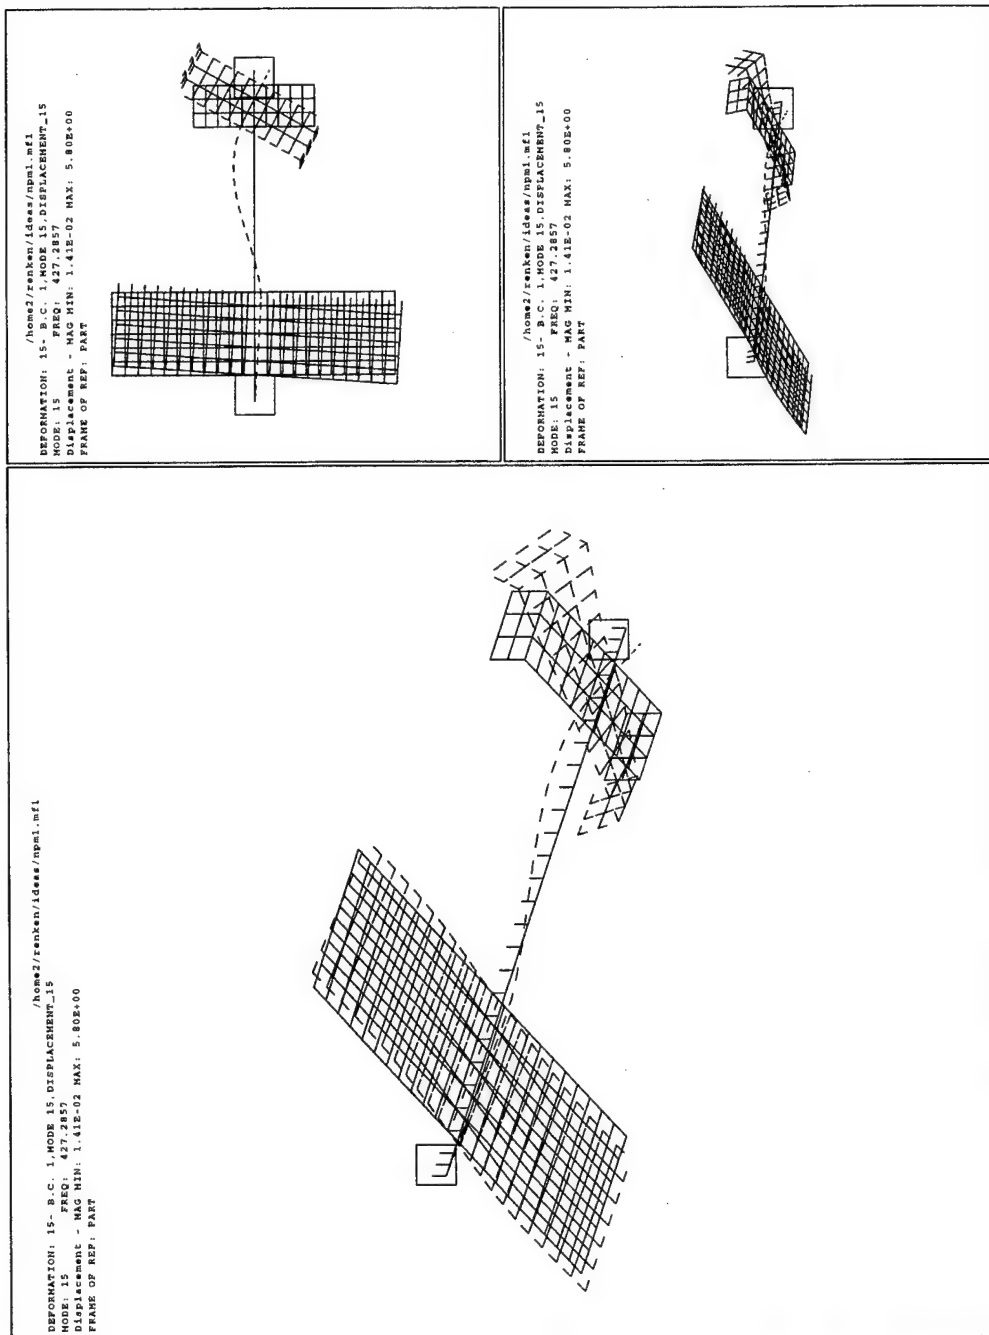 /home2/renken/ideas/npm1.mf1
DEFORMATION: 15- B.C. 1,MODE 15,DISPLACEMENT_15
MODE: 15 FREQ: 427.2857
Displacement - MAG MIN: 1.41E-02 MAX: 5.80E+00
FRAME OF REF: PART
/home2/renken/ideas/npm1.mf1
DEFORMATION: 15- B.C. 1,MODE 15,DISPLACEMENT_15
MODE: 15 FREQ: 427.2857
Displacement - MAG MIN: 1.41E-02 MAX: 5.80E+00
FRAME OF REF: PART
/home2/renken/ideas/npm1.mf1
DEFORMATION: 15- B.C. 1,MODE 15,DISPLACEMENT_15
MODE: 15 FREQ: 427.2857
Displacement - MAG MIN: 1.41E-02 MAX: 5.80E+00
FRAME OF REF: PART